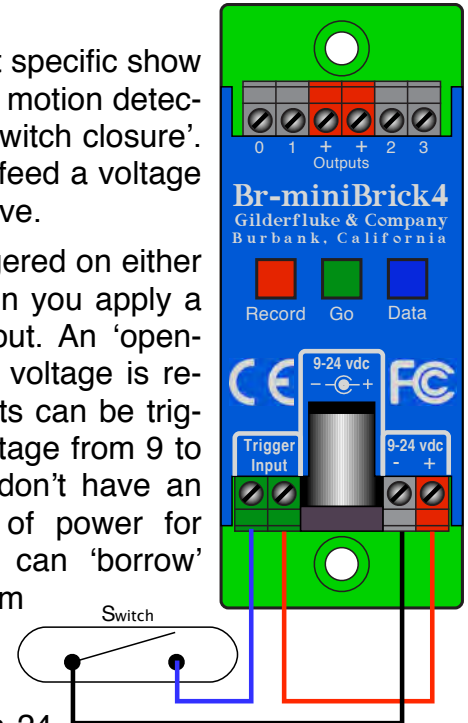 t specific show
motion detec-
witch closure'.
feed a voltage
ve.
gered on either
n you apply a
out. An 'open-
voltage is re-
ts can be trig-
tage from 9 to
don't have an
of power for
can 'borrow'
m
24
Switch
0 1 + + 2 3
Outputs
Br-miniBrick4
Gilderfluke & Company
Burbank, California
Record Go Data
CE
FC
9-24 vdc
- +
Trigger
Input
9-24 vdc
- +